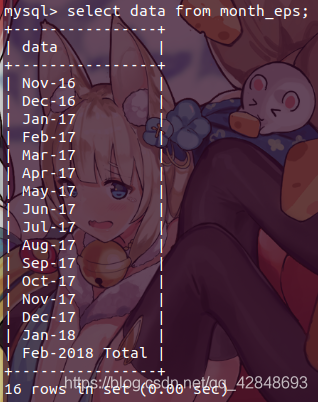 mysql> select data from month_eps;
+----------------+
| data           |
+----------------+
| Nov-16         |
| Dec-16         |
| Jan-17         |
| Feb-17         |
| Mar-17         |
| Apr-17         |
| May-17         |
| Jun-17         |
| Jul-17         |
| Aug-17         |
| Sep-17         |
| Oct-17         |
| Nov-17         |
| Dec-17         |
| Jan-18         |
| Feb-2018 Total |
+----------------+
16 rows in set (0.00 sec)
https://blog.csdn.net/qq_42848693